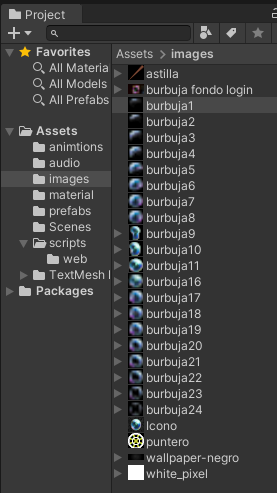 Project
Favorites
All Materia
All Models
All Prefabs
Assets
animtions
audio
images
material
prefabs
Scenes
scripts
web
TextMesh
Packages
Assets > images
astilla
burbuja fondo login
burbuja1
burbuja2
burbuja3
burbuja4
burbuja5
burbuja6
burbuja7
burbuja8
burbuja9
burbuja10
burbuja11
burbuja16
burbuja17
burbuja18
burbuja19
burbuja20
burbuja21
burbuja22
burbuja23
burbuja24
Icono
puntero
wallpaper-negro
white_pixel